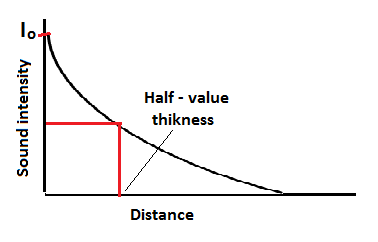 Io
Sound intensity
Half - value
thikness
Distance